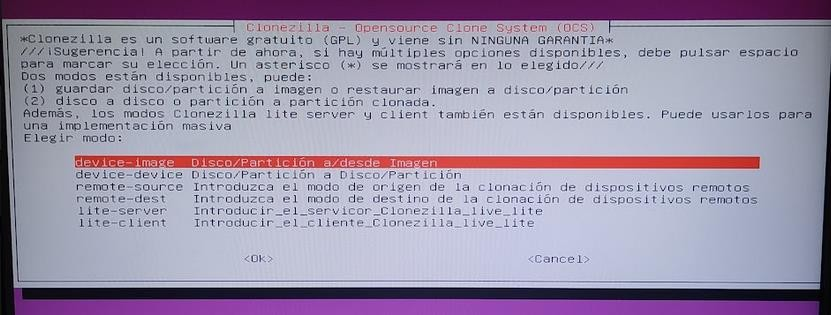 Clonezilla - Opensource Clone System (OCS)
*Clonezilla es un software gratuito (GPL) y viene sin NINGUNA GARANTIA*
///¡Sugerencia! A partir de ahora, si hay múltiples opciones disponibles, debe pulsar espacio
para marcar su elección. Un asterisco (*) se mostrará en lo elegido///
Dos modos están disponibles, puede:
(1) guardar disco/partición a imagen o restaurar imagen a disco/partición
(2) disco a disco o partición a partición clonada.
Además, los modos Clonezilla lite server y client también están disponibles. Puede usarlos para
una implementación masiva
Elegir modo:
device-image Disco/Partición a/desde Imagen
device-device Disco/Partición a Disco/Partición
remote-source Introduzca el modo de origen de la clonación de dispositivos remotos
remote-dest Introduzca el modo de destino de la clonación de dispositivos remotos
lite-server Introducir_el_servicor_Clonezilla_live_lite
lite-client Introducir_el_cliente_Clonezilla_live_lite
<Ok> <Cancel>